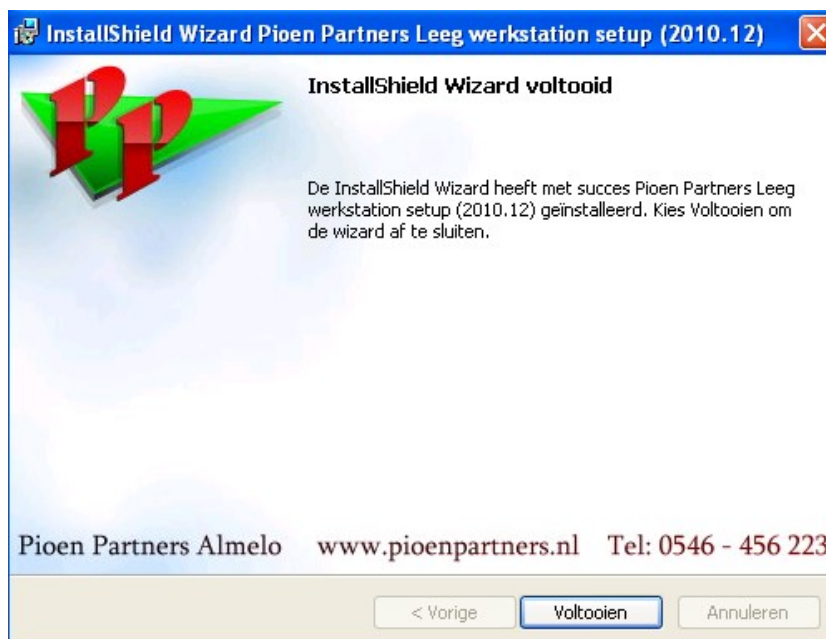 InstallShield Wizard Pioen Partners Leeg werkstation setup (2010.12)
PP
InstallShield Wizard voltooid
De InstallShield Wizard heeft met succes Pioen Partners Leeg
werkstation setup (2010.12) geïnstalleerd. Kies Voltooien om
de wizard af te sluiten.
Pioen Partners Almelo www.pioenpartners.nl Tel: 0546 - 456 223
< Vorige Voltooien Annuleren